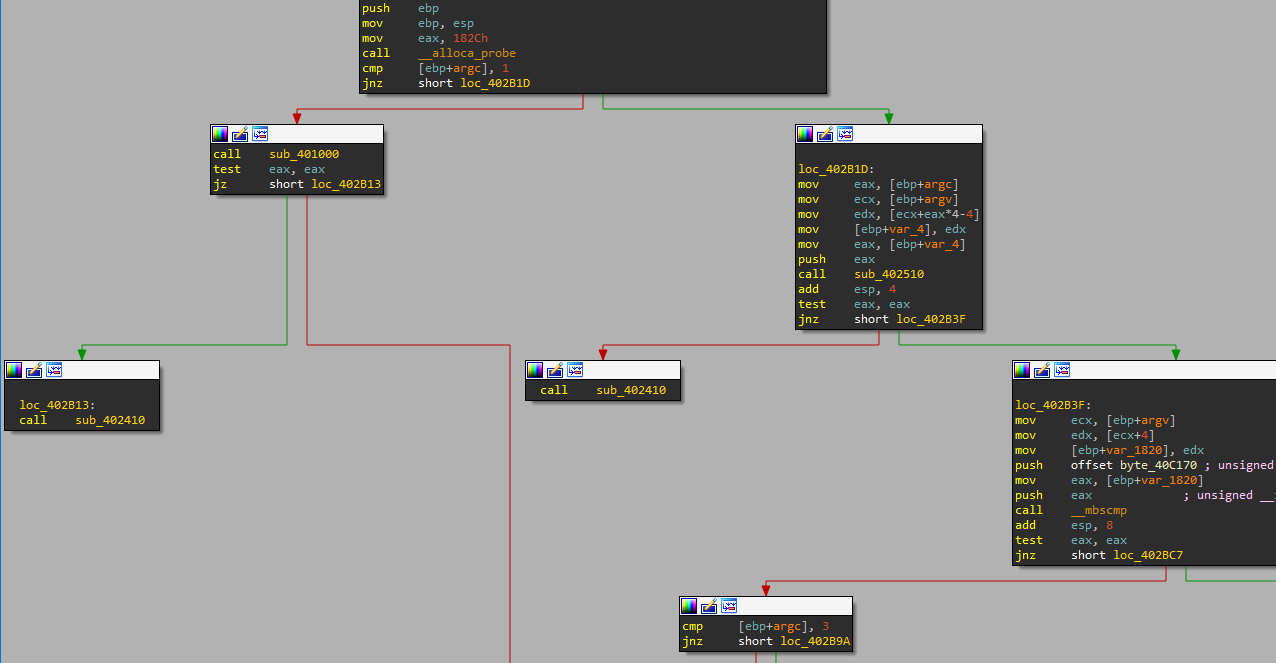 push ebp
mov ebp, esp
mov eax, 182Ch
call __alloca_probe
cmp [ebp+argc], 1
jnz short loc_402B1D
call sub_401000
test eax, eax
jz short loc_402B13
loc_402B1D:
mov eax, [ebp+argc]
mov ecx, [ebp+argv]
mov edx, [ecx+eax*4-4]
mov [ebp+var_4], edx
mov eax, [ebp+var_4]
push eax
call sub_402510
add esp, 4
test eax, eax
jnz short loc_402B3F
loc_402B13:
call sub_402410
call sub_402410
loc_402B3F:
mov ecx, [ebp+argv]
mov edx, [ecx+4]
mov [ebp+var_1820], edx
push offset byte_40C170 ; unsigned
mov eax, [ebp+var_1820]
push eax ; unsigned __
call __mbscmp
add esp, 8
test eax, eax
jnz short loc_402BC7
cmp [ebp+argc], 3
jnz short loc_402B9A